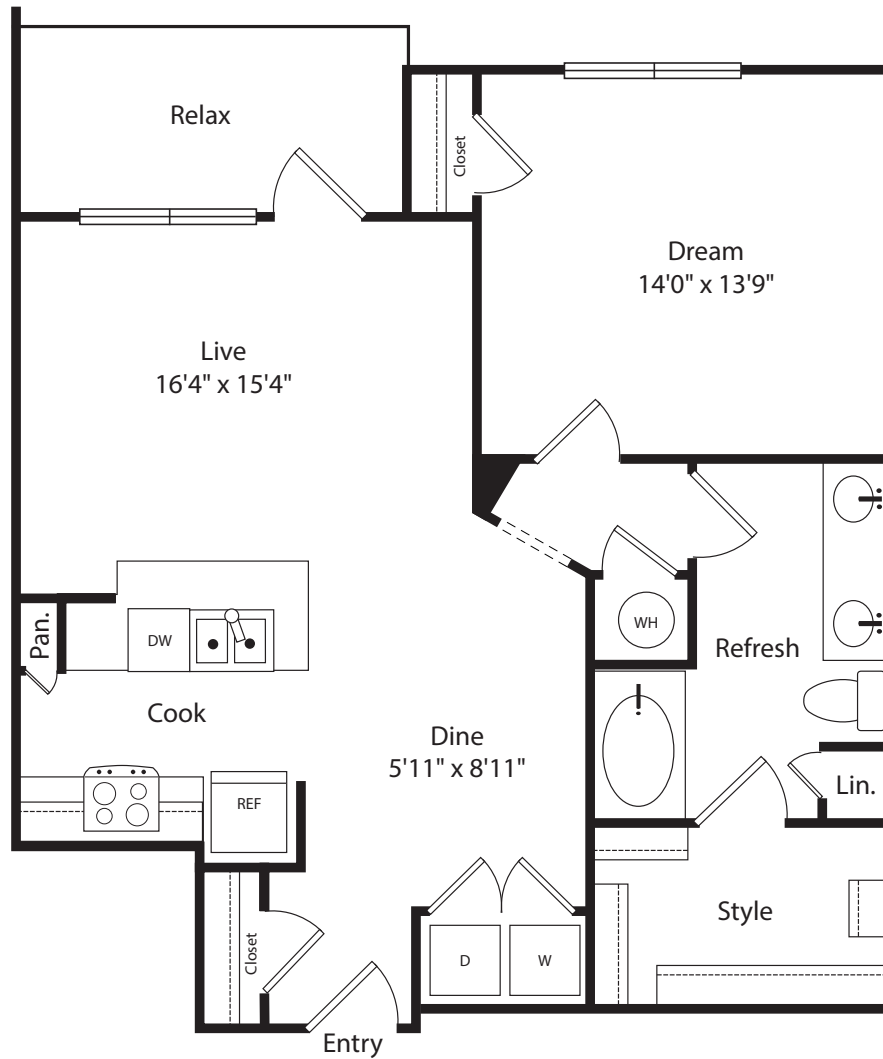 Relax
Closet
Dream
14'0" x 13'9"
Live
16'4" x 15'4"
Pan.
DW
WH
Refresh
Cook
Dine
5'11" x 8'11"
REF
Lin.
Closet
D
W
Style
Entry